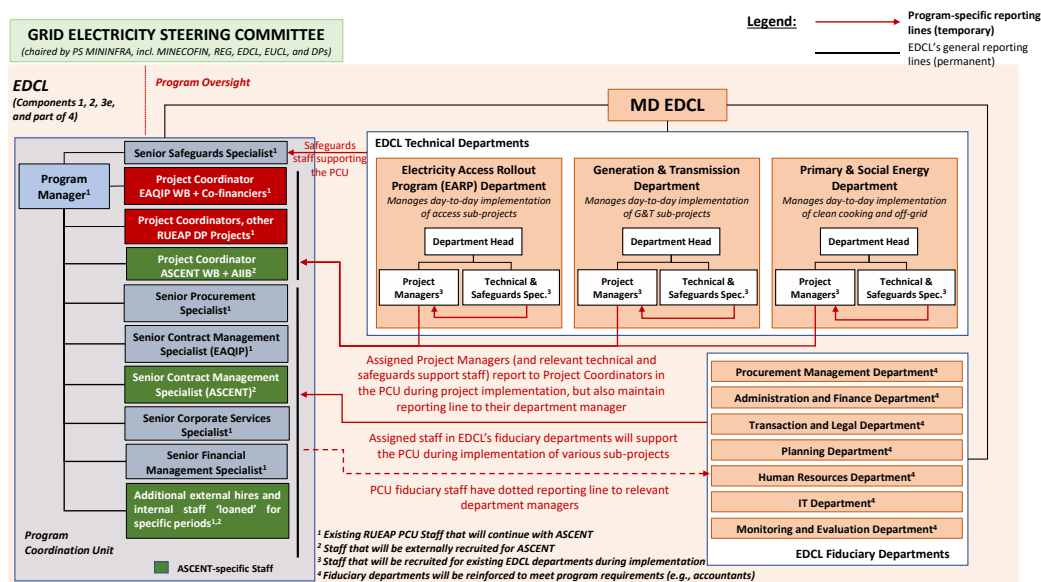 GRID ELECTRICITY STEERING COMMITTEE
(chaired by PS MININFRA, incl. MINECOFIN, REG, EDCL, EUCL, and DPs)
Legend:
Program-specific reporting
lines (temporary)
EDCL's general reporting
lines (permanent)
EDCL
(Components 1, 2, 3e,
and part of 4)
Program Oversight
MD EDCL
Program
Manager¹
Senior Safeguards Specialist¹
Project Coordinator
EAQIP WB + Co-financiers¹
Project Coordinators, other
RUEAP DP Projects¹
Project Coordinator
ASCENT WB + AIIB²
Senior Procurement
Specialist¹
Senior Contract Management
Specialist (EAQIP)¹
Senior Contract Management
Specialist (ASCENT)²
Senior Corporate Services
Specialist¹
Senior Financial
Management Specialist¹
Additional external hires and
internal staff 'loaned' for
specific periods¹,²
Program
Coordination Unit
ASCENT-specific Staff
Safeguards
staff supporting
the PCU
EDCL Technical Departments
Electricity Access Rollout
Program (EARP) Department
Manages day-to-day implementation
of access sub-projects
Department Head
Project
Managers³
Technical &
Safeguards Spec.³
Generation & Transmission
Department
Manages day-to-day implementation
of G&T sub-projects
Department Head
Project
Managers³
Technical &
Safeguards Spec.³
Primary & Social Energy
Department
Manages day-to-day implementation
of clean cooking and off-grid
Department Head
Project
Managers³
Technical &
Safeguards Spec.³
Assigned Project Managers (and relevant technical and
safeguards support staff) report to Project Coordinators in
the PCU during project implementation, but also maintain
reporting line to their department manager
Assigned staff in EDCL's fiduciary departments will support
the PCU during implementation of various sub-projects
PCU fiduciary staff have dotted reporting line to relevant
department managers
Procurement Management Department⁴
Administration and Finance Department⁴
Transaction and Legal Department⁴
Planning Department⁴
Human Resources Department⁴
IT Department⁴
Monitoring and Evaluation Department⁴
EDCL Fiduciary Departments
¹ Existing RUEAP PCU Staff that will continue with ASCENT
² Staff that will be externally recruited for ASCENT
³ Staff that will be recruited for existing EDCL departments during implementation
⁴ Fiduciary departments will be reinforced to meet program requirements (e.g., accountants)